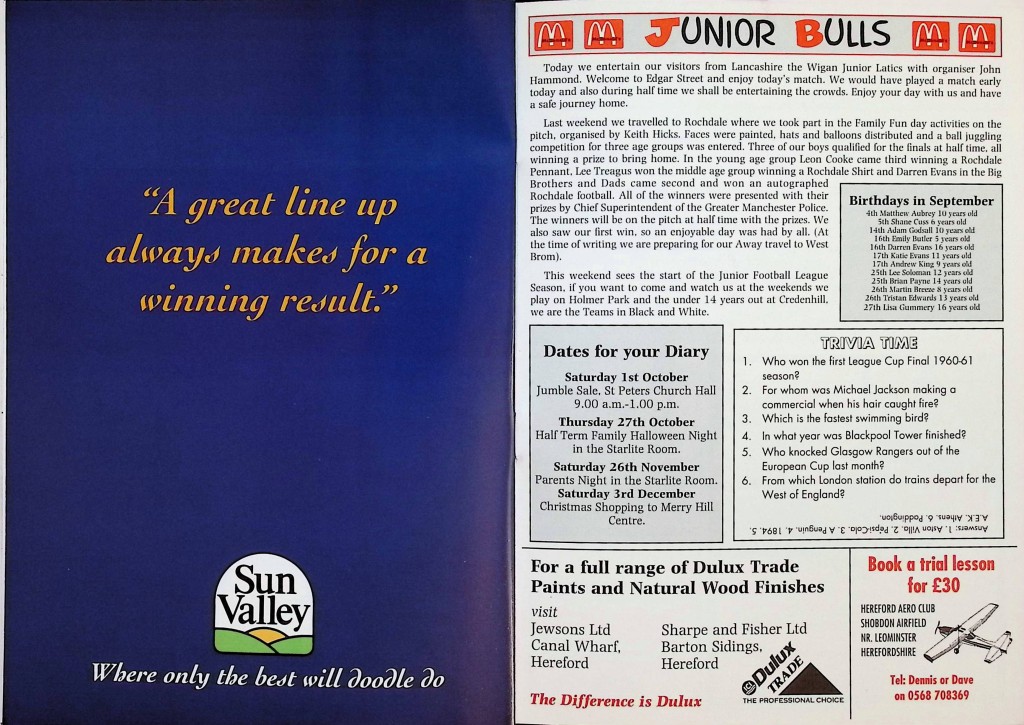 “A great line up
always makes for a
winning result.”
Sun
Valley
Where only the best will doodle do
JUNIOR BULLS
Today we entertain our visitors from Lancashire the Wigan Junior Latics with organiser John
Hammond. Welcome to Edgar Street and enjoy today's match. We would have played a match early
today and also during half time we shall be entertaining the crowds. Enjoy your day with us and have
a safe journey home.
Last weekend we travelled to Rochdale where we took part in the Family Fun day activities on the
pitch, organised by Keith Hicks. Faces were painted, hats and balloons distributed and a ball juggling
competition for three age groups was entered. Three of our boys qualified for the finals at half time, all
winning a prize to bring home. In the young age group Leon Cooke came third winning a Rochdale
Pennant, Lee Treagus won the middle age group winning a Rochdale Shirt and Darren Evans in the Big
Brothers and Dads came second and won an autographed
Rochdale football. All of the winners were presented with their
prizes by Chief Superintendent of the Greater Manchester Police.
The winners will be on the pitch at half time with the prizes. We
also saw our first win, so an enjoyable day was had by all. (At
the time of writing we are preparing for our Away travel to West
Brom).
This weekend sees the start of the Junior Football League
Season, if you want to come and watch us at the weekends we
play on Holmer Park and the under 14 years out at Credenhill,
we are the Teams in Black and White.
Birthdays in September
4th Matthew Aubrey 10 years old
5th Shane Cuss 6 years old
14th Adam Godsall 10 years old
16th Emily Butler 5 years old
16th Darren Evans 16 years old
17th Katie Evans 11 years old
17th Andrew King 9 years old
25th Lee Soloman 12 years old
25th Brian Payne 14 years old
26th Martin Breeze 8 years old
26th Tristan Edwards 13 years old
27th Lisa Gummery 16 years old
Dates for your Diary
Saturday 1st October
Jumble Sale, St Peters Church Hall
9.00 a.m.-1.00 p.m.
Thursday 27th October
Half Term Family Halloween Night
in the Starlite Room.
Saturday 26th November
Parents Night in the Starlite Room.
Saturday 3rd December
Christmas Shopping to Merry Hill
Centre.
TRIVIA TIME
1. Who won the first League Cup Final 1960-61
season?
2. For whom was Michael Jackson making a
commercial when his hair caught fire?
3. Which is the fastest swimming bird?
4. In what year was Blackpool Tower finished?
5. Who knocked Glasgow Rangers out of the
European Cup last month?
6. From which London station do trains depart for the
West of England?
Answers: 1. Aston Villa. 2. Pepsi-Cola. 3. A Penguin. 4. 1894. 5.
A.E.K. Athens. 6. Paddington.
For a full range of Dulux Trade
Paints and Natural Wood Finishes
visit
Jewsons Ltd
Canal Wharf,
Hereford
Sharpe and Fisher Ltd
Barton Sidings,
Hereford
The Difference is Dulux
Dulux
TRADE
THE PROFESSIONAL CHOICE
Book a trial lesson
for £30
HEREFORD AERO CLUB
SHOBDON AIRFIELD
NR. LEOMINSTER
HEREFORDSHIRE
Tel: Dennis or Dave
on 0568 708369